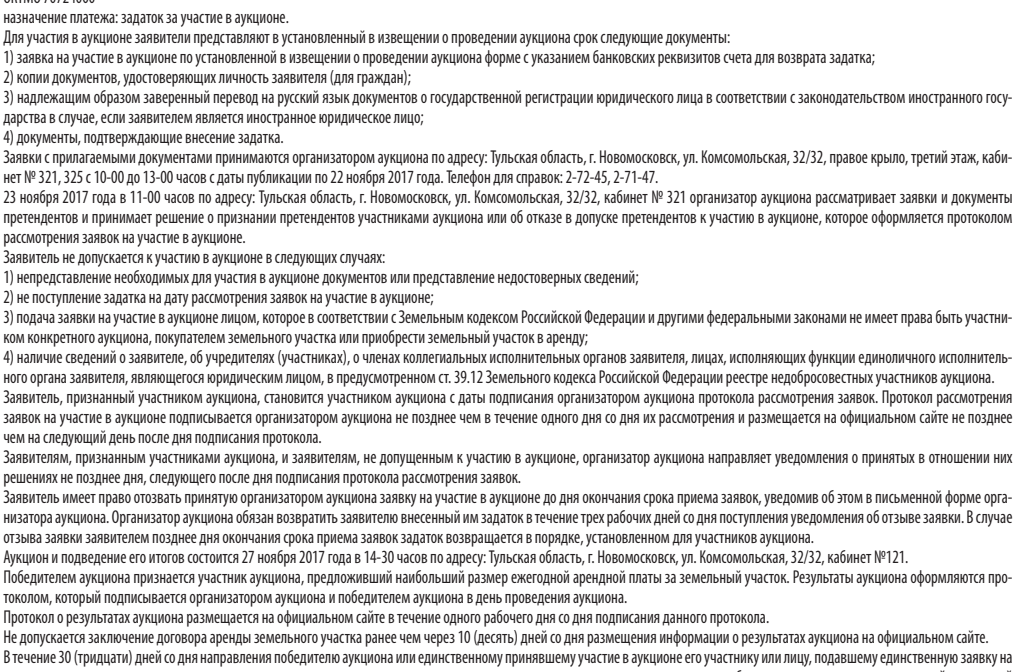 назначение платежа: задаток за участие в аукционе.
Для участия в аукционе заявители представляют в установленный в извещении о проведении аукциона срок следующие документы:
1) заявка на участие в аукционе по установленной в извещении о проведении аукциона форме с указанием банковских реквизитов счета для возврата задатка;
2) копии документов, удостоверяющих личность заявителя (для граждан);
3) надлежащим образом заверенный перевод на русский язык документов о государственной регистрации юридического лица в соответствии с законодательством иностранного госу-
дарства в случае, если заявителем является иностранное юридическое лицо;
4) документы, подтверждающие внесение задатка.
Заявки с прилагаемыми документами принимаются организатором аукциона по адресу: Тульская область, г. Новомосковск, ул. Комсомольская, 32/32, правое крыло, третий этаж, каби-
нет № 321, 325 с 10-00 до 13-00 часов с даты публикации по 22 ноября 2017 года. Телефон для справок: 2-72-45, 2-71-47.
23 ноября 2017 года в 11-00 часов по адресу: Тульская область, г. Новомосковск, ул. Комсомольская, 32/32, кабинет № 321 организатор аукциона рассматривает заявки и документы
претендентов и принимает решение о признании претендентов участниками аукциона или об отказе в допуске претендентов к участию в аукционе, которое оформляется протоколом
рассмотрения заявок на участие в аукционе.
Заявитель не допускается к участию в аукционе в следующих случаях:
1) непредставление необходимых для участия в аукционе документов или представление недостоверных сведений;
2) не поступление задатка на дату рассмотрения заявок на участие в аукционе;
3) подача заявки на участие в аукционе лицом, которое в соответствии с Земельным кодексом Российской Федерации и другими федеральными законами не имеет права быть участни-
ком конкретного аукциона, покупателем земельного участка или приобрести земельный участок в аренду;
4) наличие сведений о заявителе, об учредителях (участниках), о членах коллегиальных исполнительных органов заявителя, лицах, исполняющих функции единоличного исполнитель-
ного органа заявителя, являющегося юридическим лицом, в предусмотренном ст. 39.12 Земельного кодекса Российской Федерации реестре недобросовестных участников аукциона.
Заявитель, признанный участником аукциона, становится участником аукциона с даты подписания организатором аукциона протокола рассмотрения заявок. Протокол рассмотрения
заявок на участие в аукционе подписывается организатором аукциона не позднее чем в течение одного дня со дня их рассмотрения и размещается на официальном сайте не позднее
чем на следующий день после дня подписания протокола.
Заявителям, признанным участниками аукциона, и заявителям, не допущенным к участию в аукционе, организатор аукциона направляет уведомления о принятых в отношении них
решениях не позднее дня, следующего после дня подписания протокола рассмотрения заявок.
Заявитель имеет право отозвать принятую организатором аукциона заявку на участие в аукционе до дня окончания срока приема заявок, уведомив об этом в письменной форме орга-
низатора аукциона. Организатор аукциона обязан возвратить заявителю внесенный им задаток в течение трех рабочих дней со дня поступления уведомления об отзыве заявки. В случае
отзыва заявки заявителем позднее дня окончания срока приема заявок задаток возвращается в порядке, установленном для участников аукциона.
Аукцион и подведение его итогов состоится 27 ноября 2017 года в 14-30 часов по адресу: Тульская область, г. Новомосковск, ул. Комсомольская, 32/32, кабинет №121.
Победителем аукциона признается участник аукциона, предложивший наибольший размер ежегодной арендной платы за земельный участок. Результаты аукциона оформляются про-
токолом, который подписывается организатором аукциона и победителем аукциона в день проведения аукциона.
Протокол о результатах аукциона размещается на официальном сайте в течение одного рабочего дня со дня подписания данного протокола.
Не допускается заключение договора аренды земельного участка ранее чем через 10 (десять) дней со дня размещения информации о результатах аукциона на официальном сайте.
В течение 30 (тридцати) дней со дня направления победителю аукциона или единственному принявшему участие в аукционе его участнику или лицу, подавшему единственную заявку на